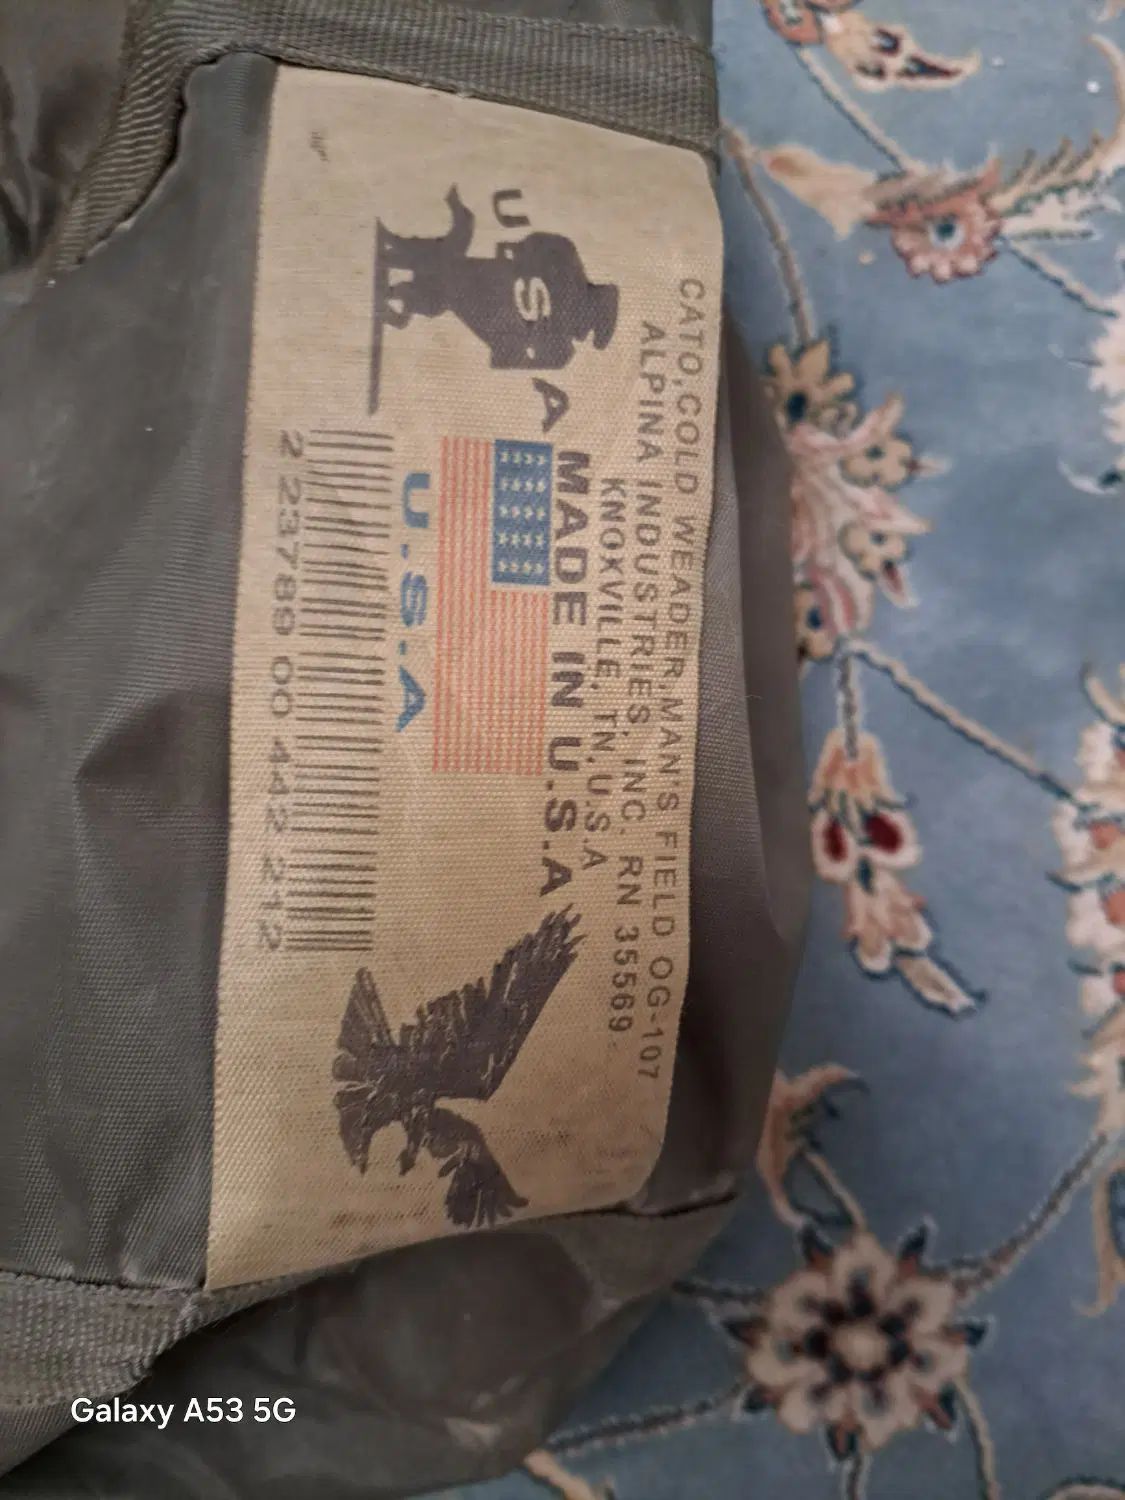 CATO,COLD WEADER,MAN'S FIELD OG-107
ALPINA INDUSTRIES, INC. RN 35569
KNOXVILLE, TN,U.S.A
A MADE IN U.S.A
U.S
U.S.A
2 23789 00 442 212
Galaxy A53 5G